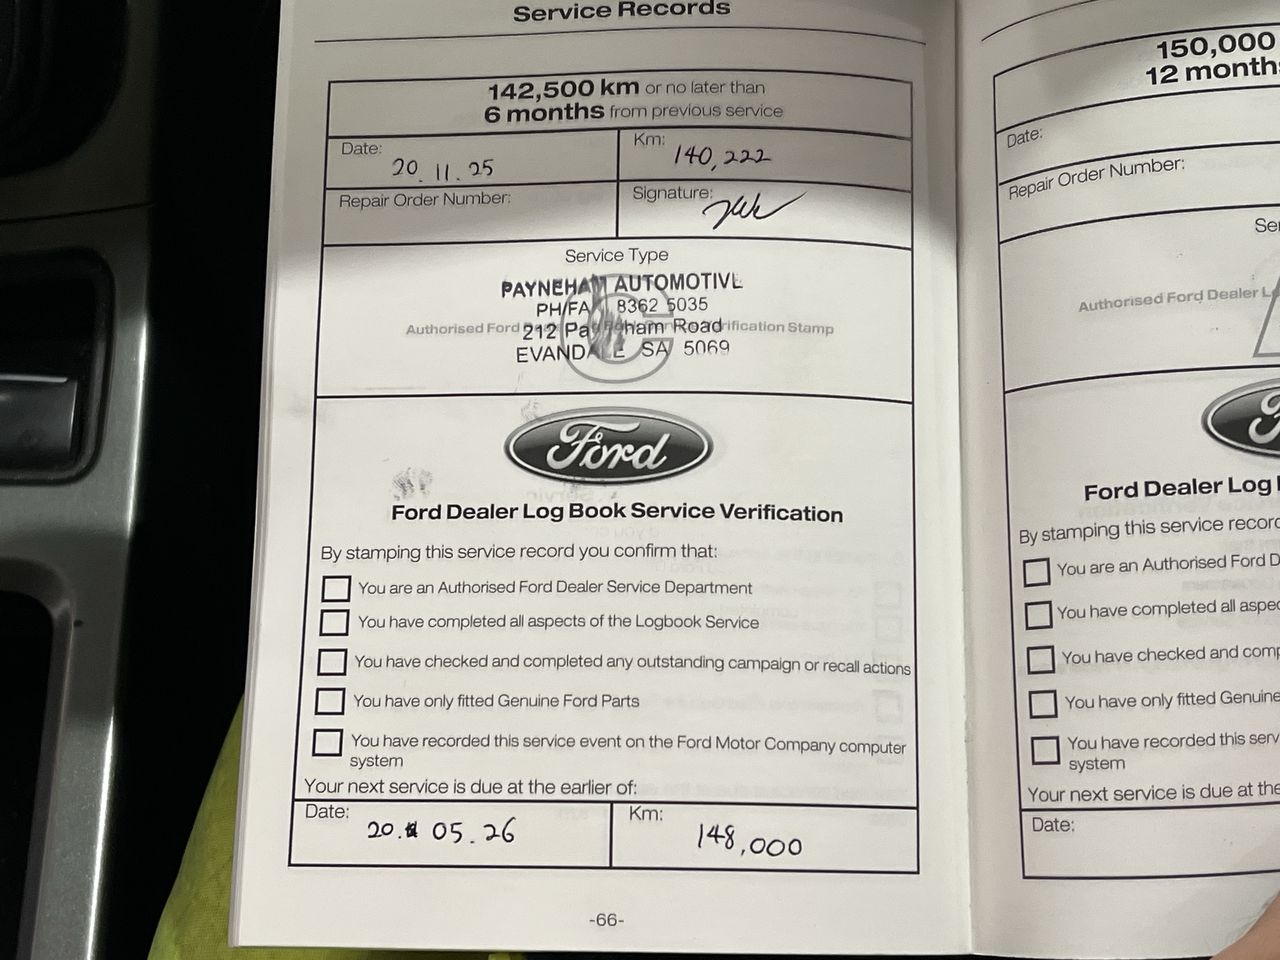 Service Records
142,500 km or no later than
6 months from previous service
Date:
20.11.25
Km:
140,222
Repair Order Number:
Signature:
Service Type
PAYNEHAM AUTOMOTIVE
PH/FA 8362 5035
212 Payneham Road
EVANDALE SA 5069
Authorised Ford Verification Stamp
C
Ford
Ford Dealer Log Book Service Verification
By stamping this service record you confirm that:
You are an Authorised Ford Dealer Service Department
You have completed all aspects of the Logbook Service
You have checked and completed any outstanding campaign or recall actions
You have only fitted Genuine Ford Parts
You have recorded this service event on the Ford Motor Company computer
system
Your next service is due at the earlier of:
Date:
20. 05.26
Km:
148,000
-66-
150,000
12 months
Date:
Repair Order Number:
Ser
Authorised Ford Dealer L
F
Ford Dealer Log
By stamping this service record
You are an Authorised Ford D
You have completed all aspec
You have checked and comp
You have only fitted Genuine
You have recorded this serv
system
Your next service is due at the
Date: